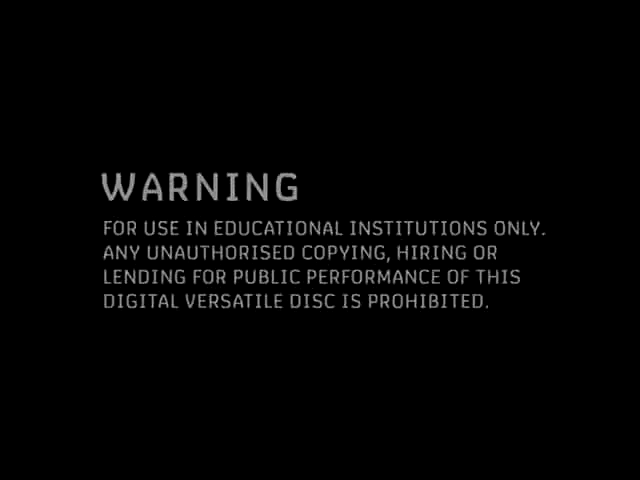 WARNING
FOR USE IN EDUCATIONAL INSTITUTIONS ONLY.
ANY UNAUTHORISED COPYING, HIRING OR
LENDING FOR PUBLIC PERFORMANCE OF THIS
DIGITAL VERSATILE DISC IS PROHIBITED.